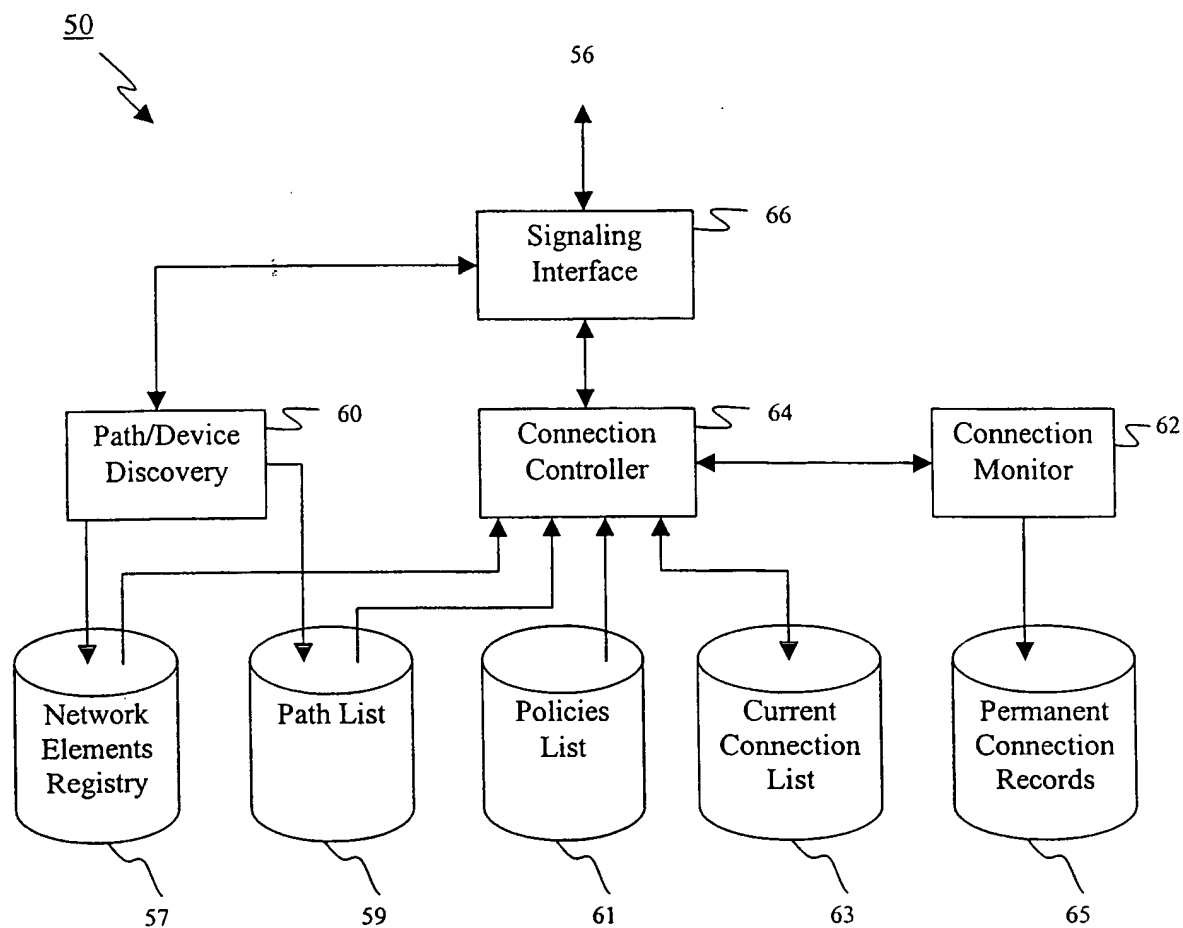 50
56
66
Signaling
Interface
60
Path/Device
Discovery
64
Connection
Controller
62
Connection
Monitor
Network
Elements
Registry
Path List
Policies
List
Current
Connection
List
Permanent
Connection
Records
57
59
61
63
65